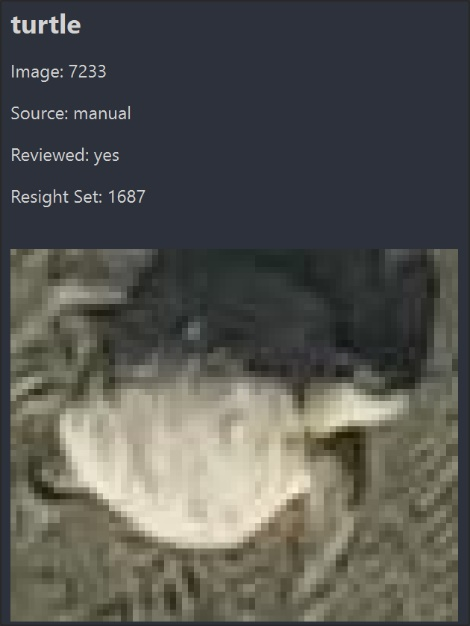 turtle
Image: 7233
Source: manual
Reviewed: yes
Resight Set: 1687